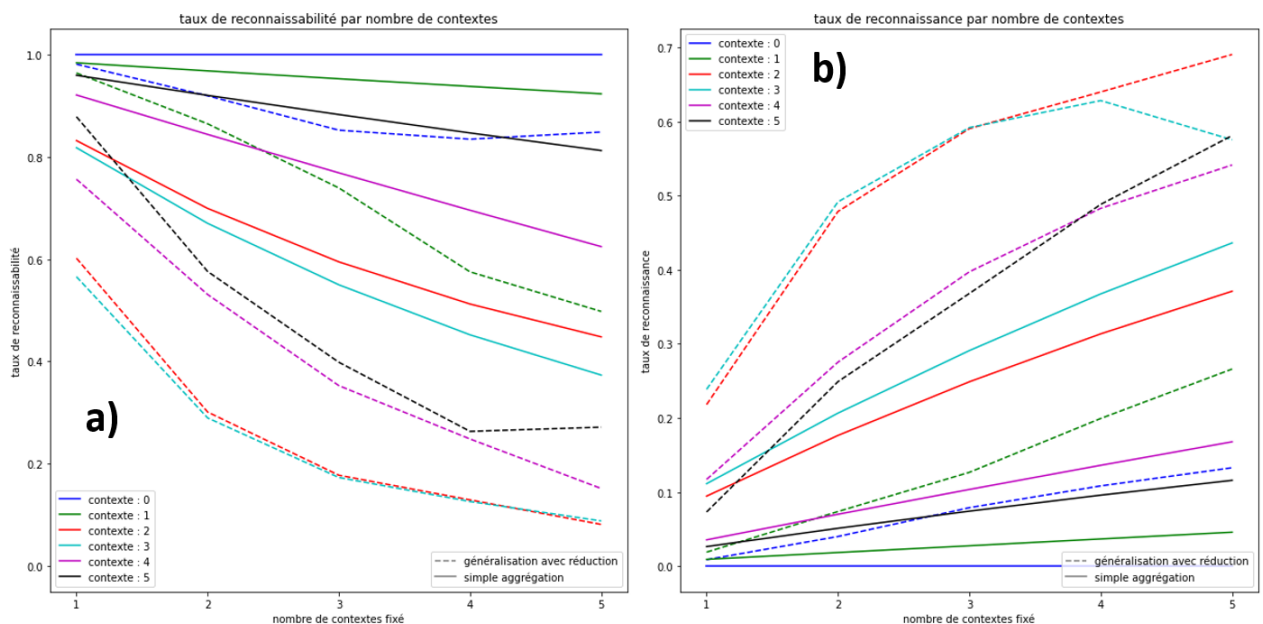 taux de reconnaissabilité par nombre de contextes
a)
taux de reconnaissabilité
1.0
0.8
0.6
0.4
0.2
0.0
contexte : 0
contexte : 1
contexte : 2
contexte : 3
contexte : 4
contexte : 5
généralisation avec réduction
simple aggrégation
1 2 3 4 5
nombre de contextes fixé
taux de reconnaissance par nombre de contextes
b)
contexte : 0
contexte : 1
contexte : 2
contexte : 3
contexte : 4
contexte : 5
taux de reconnaissance
0.7
0.6
0.5
0.4
0.3
0.2
0.1
0.0
généralisation avec réduction
simple aggrégation
1 2 3 4 5
nombre de contextes fixé